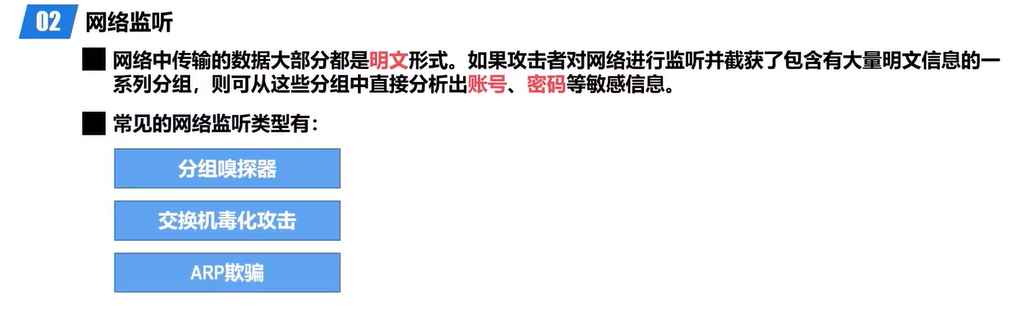 02 网络监听
网络中传输的数据大部分都是明文形式。如果攻击者对网络进行监听并截获了包含有大量明文信息的一
系列分组，则可从这些分组中直接分析出账号、密码等敏感信息。
常见的网络监听类型有：
分组嗅探器
交换机毒化攻击
ARP欺骗